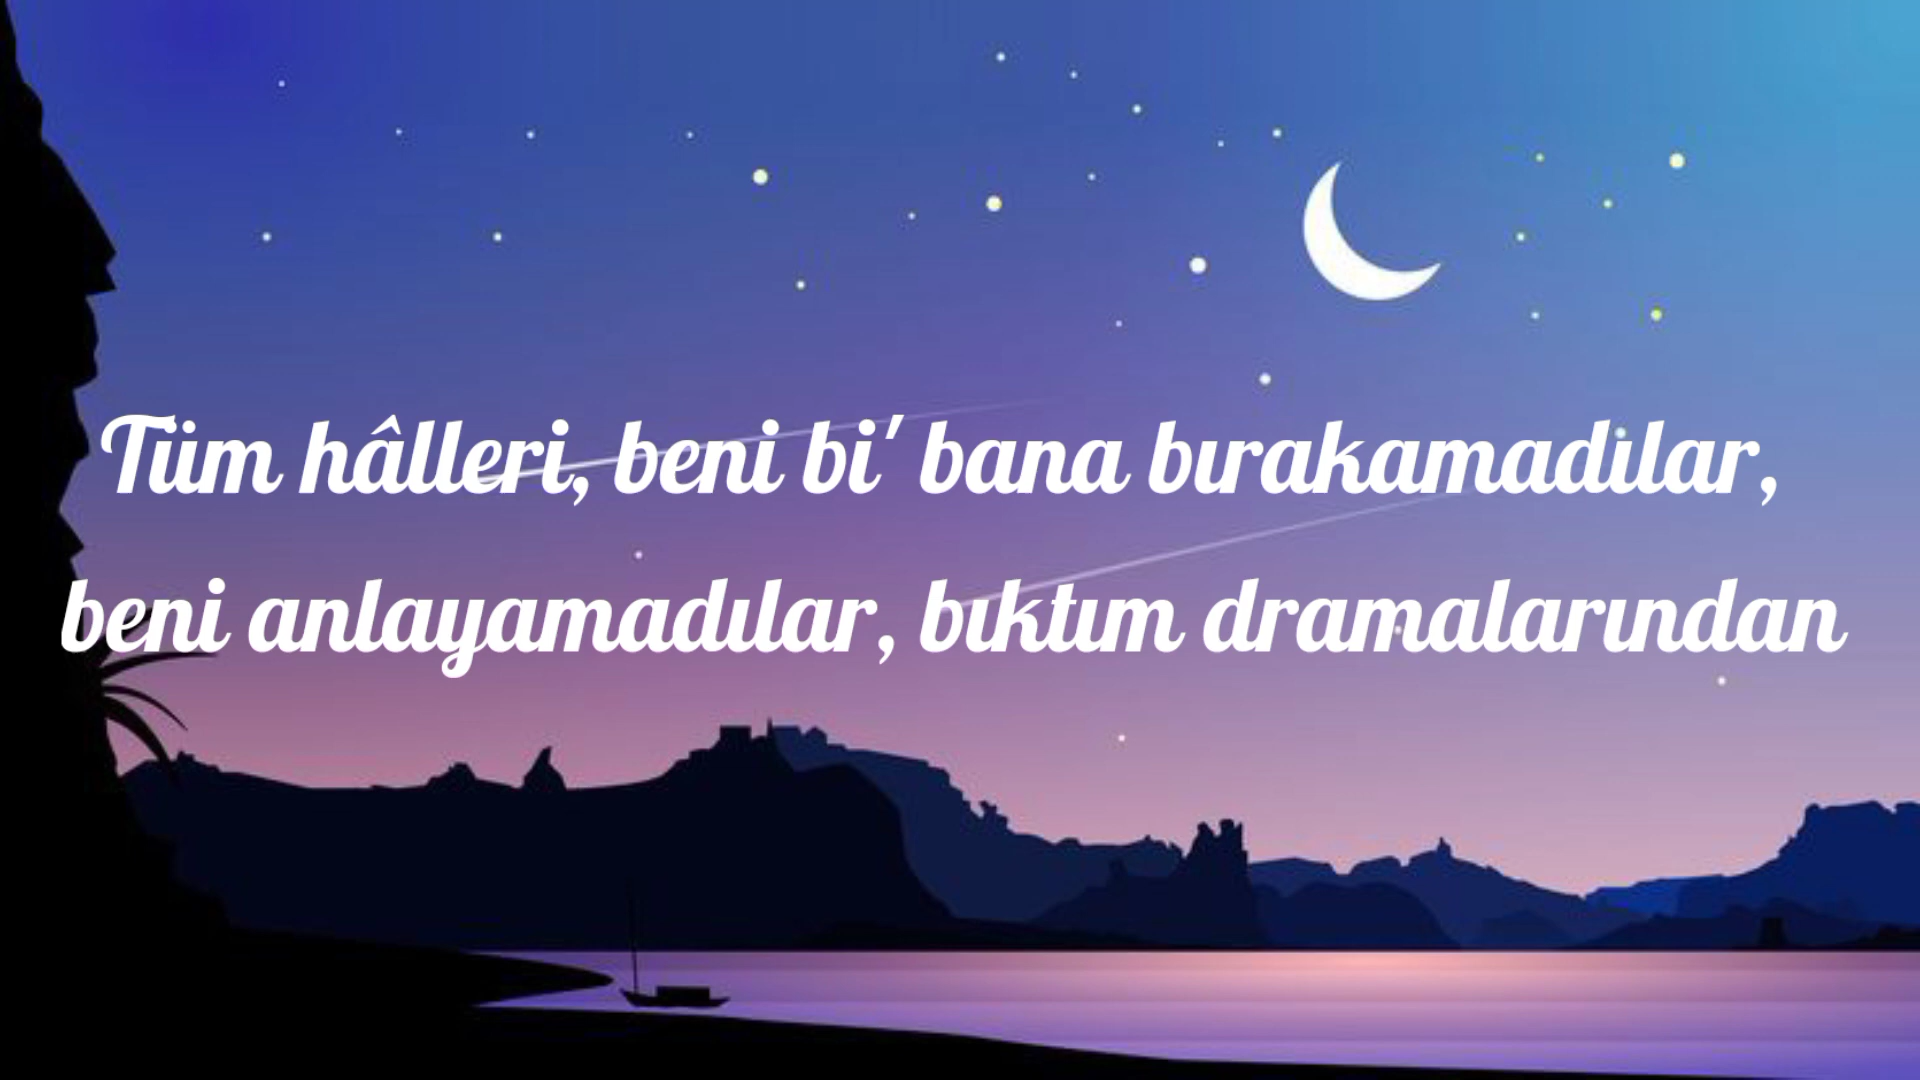 Tüm hâlleri, beni bi' bana bırakamadılar,
beni anlayamadılar, bıktım dramalarından